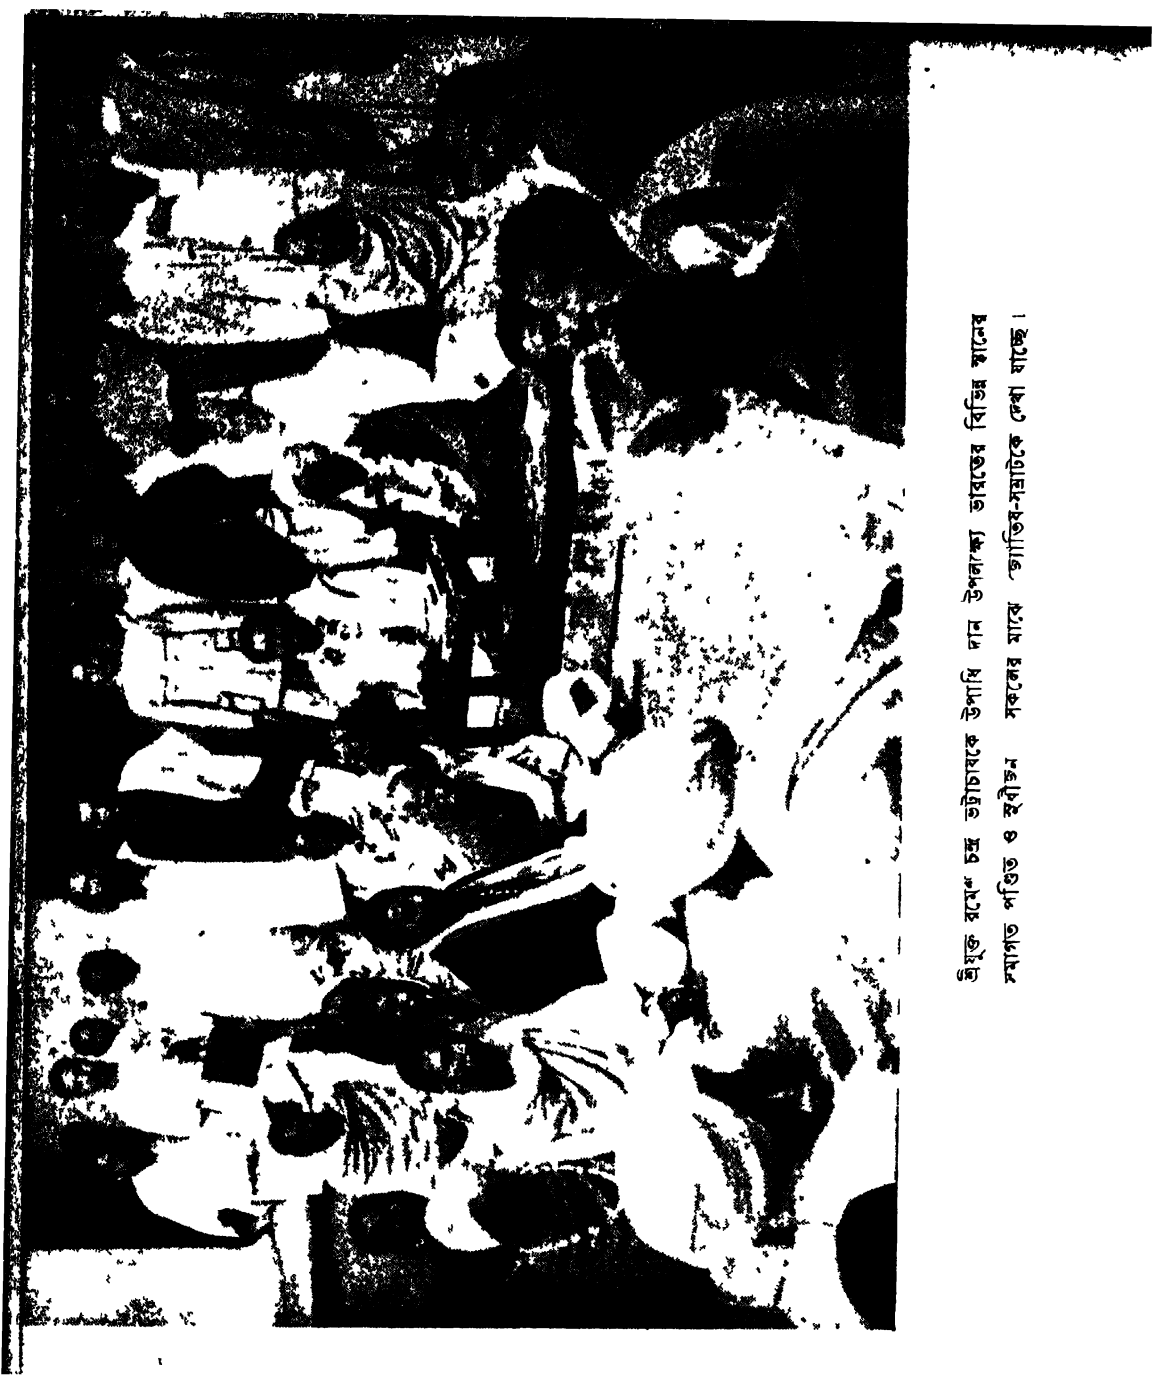 শ্রীযুক্ত রমেশ চন্দ্র ভট্টাচার্যকে উপাধি দান উপলক্ষ্যে ভারতের বিভিন্ন স্থানের
সমাগত পণ্ডিত ও সুধীজন সকলের মাঝে জ্যোতিষ-সম্রাটকে দেখা যাচ্ছে।